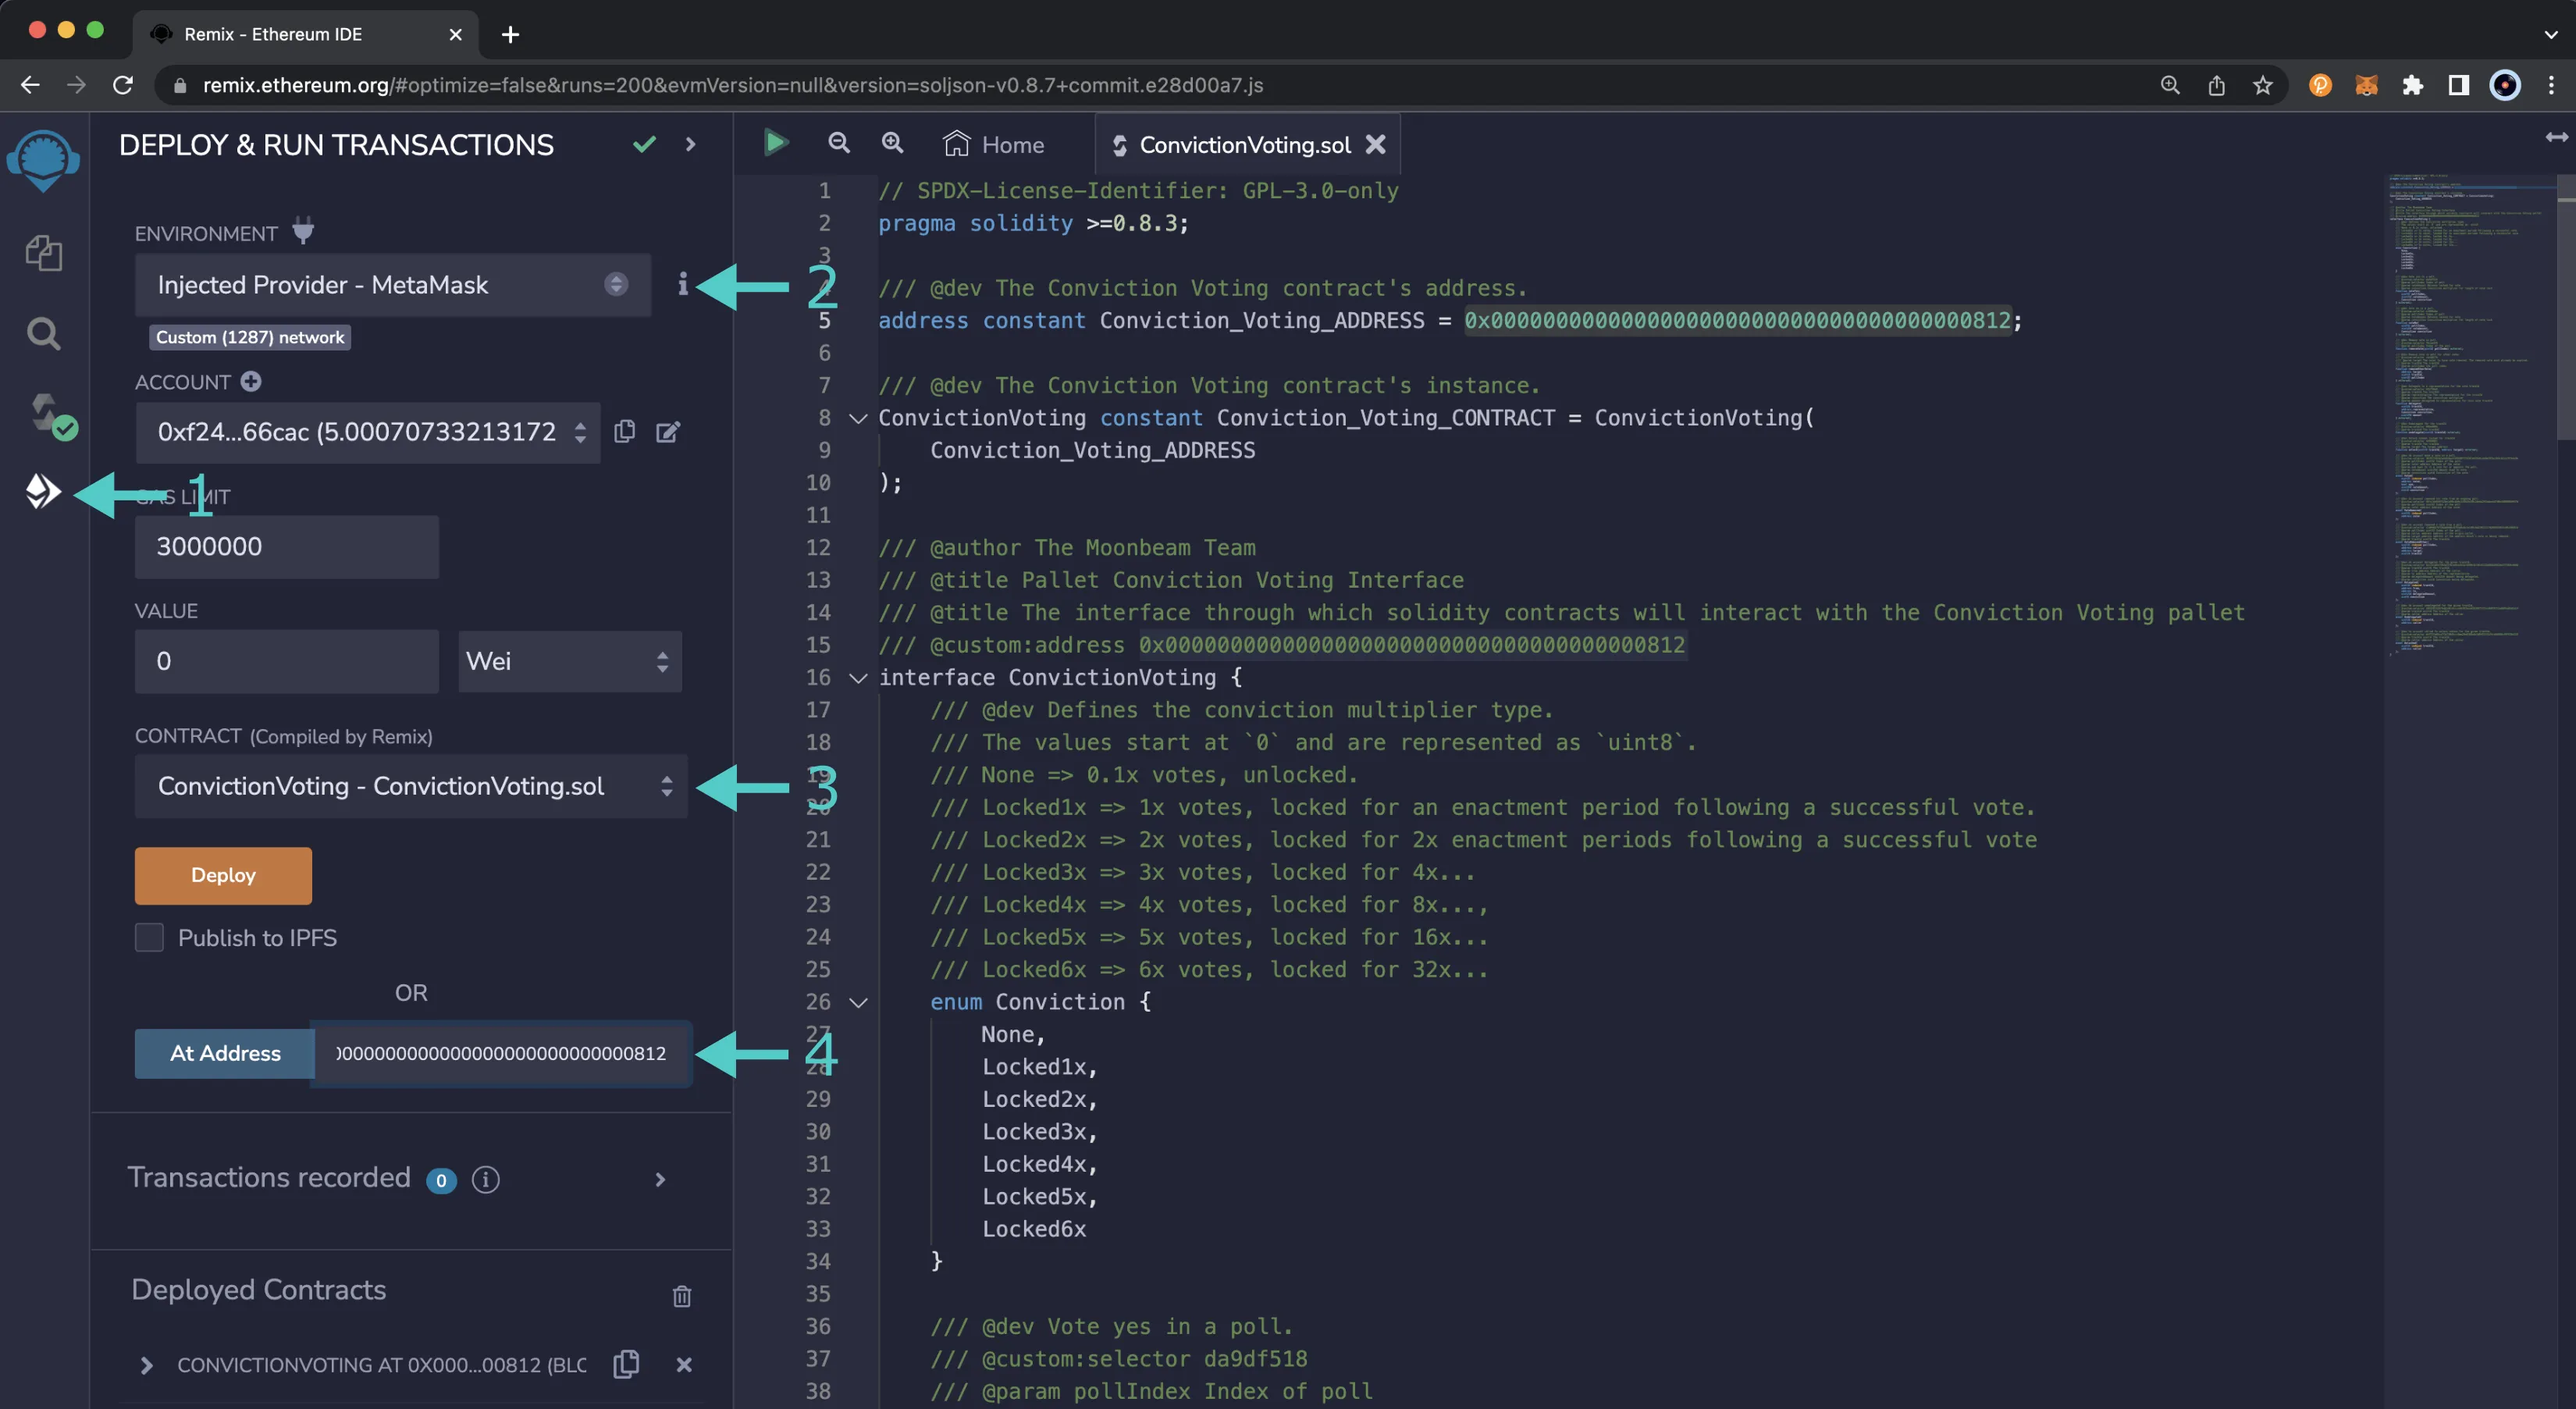 Remix - Ethereum IDE
remix.ethereum.org/#optimize=false&runs=200&evmVersion=null&version=soljson-v0.8.7+commit.e28d00a7.js
DEPLOY & RUN TRANSACTIONS
ENVIRONMENT
Injected Provider - MetaMask
2
Custom (1287) network
ACCOUNT
0xf24...66cac (5.00070733213172
1
GAS LIMIT
3000000
VALUE
0
Wei
CONTRACT (Compiled by Remix)
ConvictionVoting - ConvictionVoting.sol
3
Deploy
Publish to IPFS
OR
At Address
4
Transactions recorded 0
Deployed Contracts
CONVICTIONVOTING AT 0X000...00812 (BLC
Home
ConvictionVoting.sol
1 // SPDX-License-Identifier: GPL-3.0-only
2 pragma solidity >=0.8.3;
3
/// @dev The Conviction Voting contract's address.
5 address constant Conviction_Voting_ADDRESS = 0x0000000000000000000000000000000000000812;
6
7 /// @dev The Conviction Voting contract's instance.
8 ConvictionVoting constant Conviction_Voting_CONTRACT = ConvictionVoting(
9 Conviction_Voting_ADDRESS
10 );
11
12 /// @author The Moonbeam Team
13 /// @title Pallet Conviction Voting Interface
14 /// @title The interface through which solidity contracts will interact with the Conviction Voting pallet
15 /// @custom:address 0x0000000000000000000000000000000000000812
16 interface ConvictionVoting {
17 /// @dev Defines the conviction multiplier type.
18 /// The values start at `0` and are represented as `uint8`.
19 /// None => 0.1x votes, unlocked.
20 /// Locked1x => 1x votes, locked for an enactment period following a successful vote.
21 /// Locked2x => 2x votes, locked for 2x enactment periods following a successful vote
22 /// Locked3x => 3x votes, locked for 4x...
23 /// Locked4x => 4x votes, locked for 8x...,
24 /// Locked5x => 5x votes, locked for 16x...
25 /// Locked6x => 6x votes, locked for 32x...
26 enum Conviction {
27 None,
28 Locked1x,
29 Locked2x,
30 Locked3x,
31 Locked4x,
32 Locked5x,
33 Locked6x
34 }
35
36 /// @dev Vote yes in a poll.
37 /// @custom:selector da9df518
38 /// @param pollIndex Index of poll